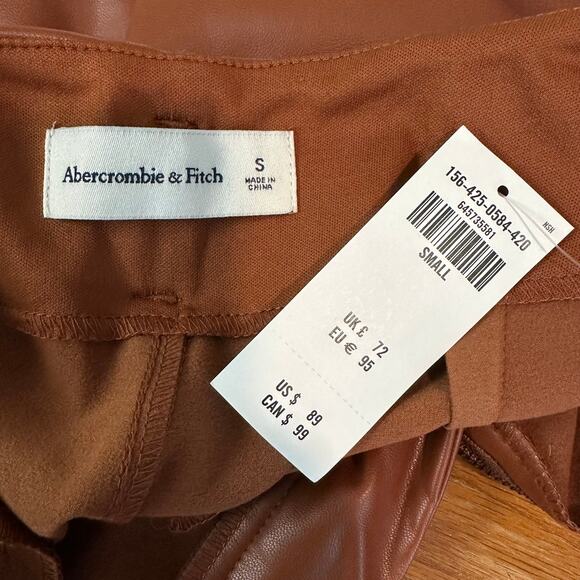 Abercrombie & Fitch
S
MADE IN
CHINA
156-425-0584-420
645735581
NSH
SMALL
UK £ 72
EU € 95
US $ 89
CAN $ 99